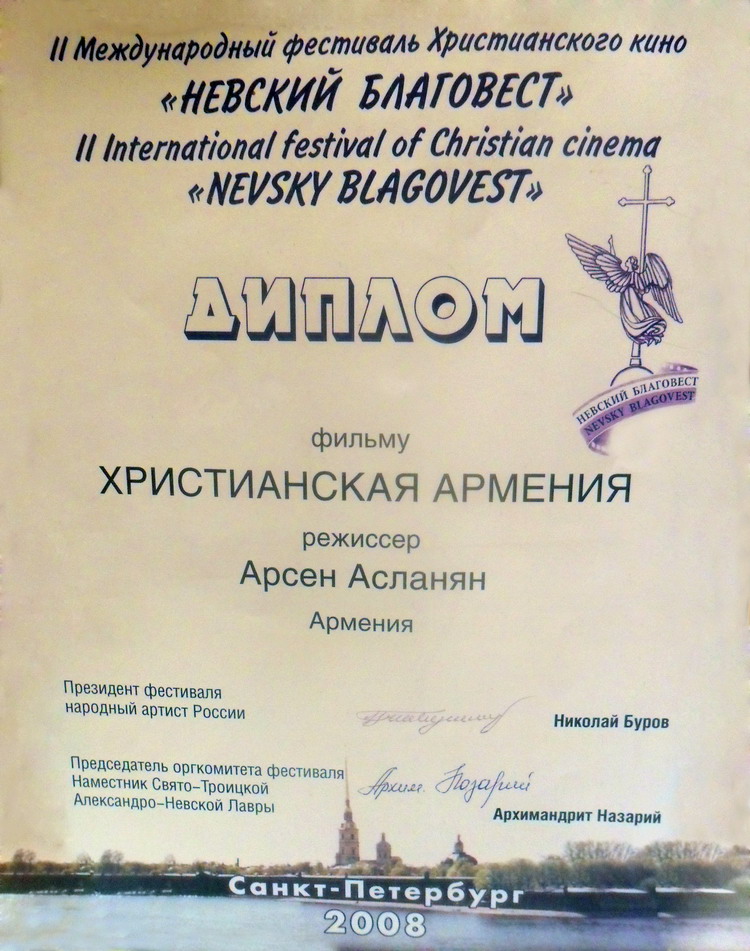 II Международный фестиваль Христианского кино
«НЕВСКИЙ БЛАГОВЕСТ»
II International festival of Christian cinema
«NEVSKY BLAGOVEST»
ДИПЛОМ
НЕВСКИЙ БЛАГОВЕСТ
NEVSKY BLAGOVEST
фильму
ХРИСТИАНСКАЯ АРМЕНИЯ
режиссер
Арсен Асланян
Армения
Президент фестиваля
народный артист России
Николай Буров
Председатель оргкомитета фестиваля
Наместник Свято-Троицкой
Александро-Невской Лавры
Архим. Назарий
Архимандрит Назарий
Санкт-Петербург
2008